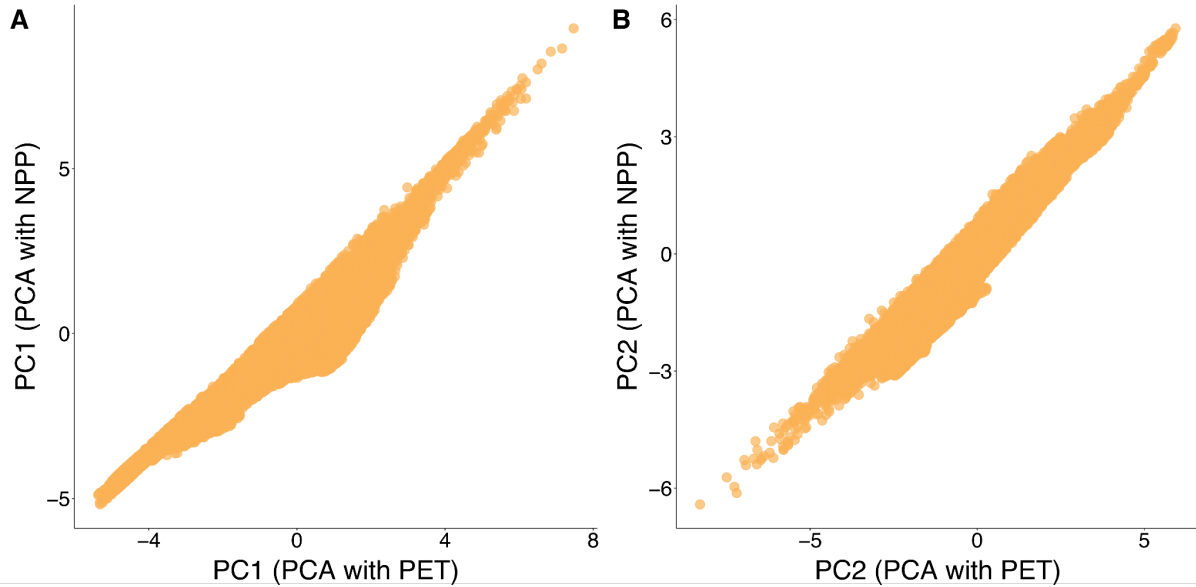 A
PC1 (PCA with NPP)
5
0
−5
−4
0
4
8
PC1 (PCA with PET)
B
PC2 (PCA with NPP)
6
3
0
−3
−6
−5
0
5
PC2 (PCA with PET)